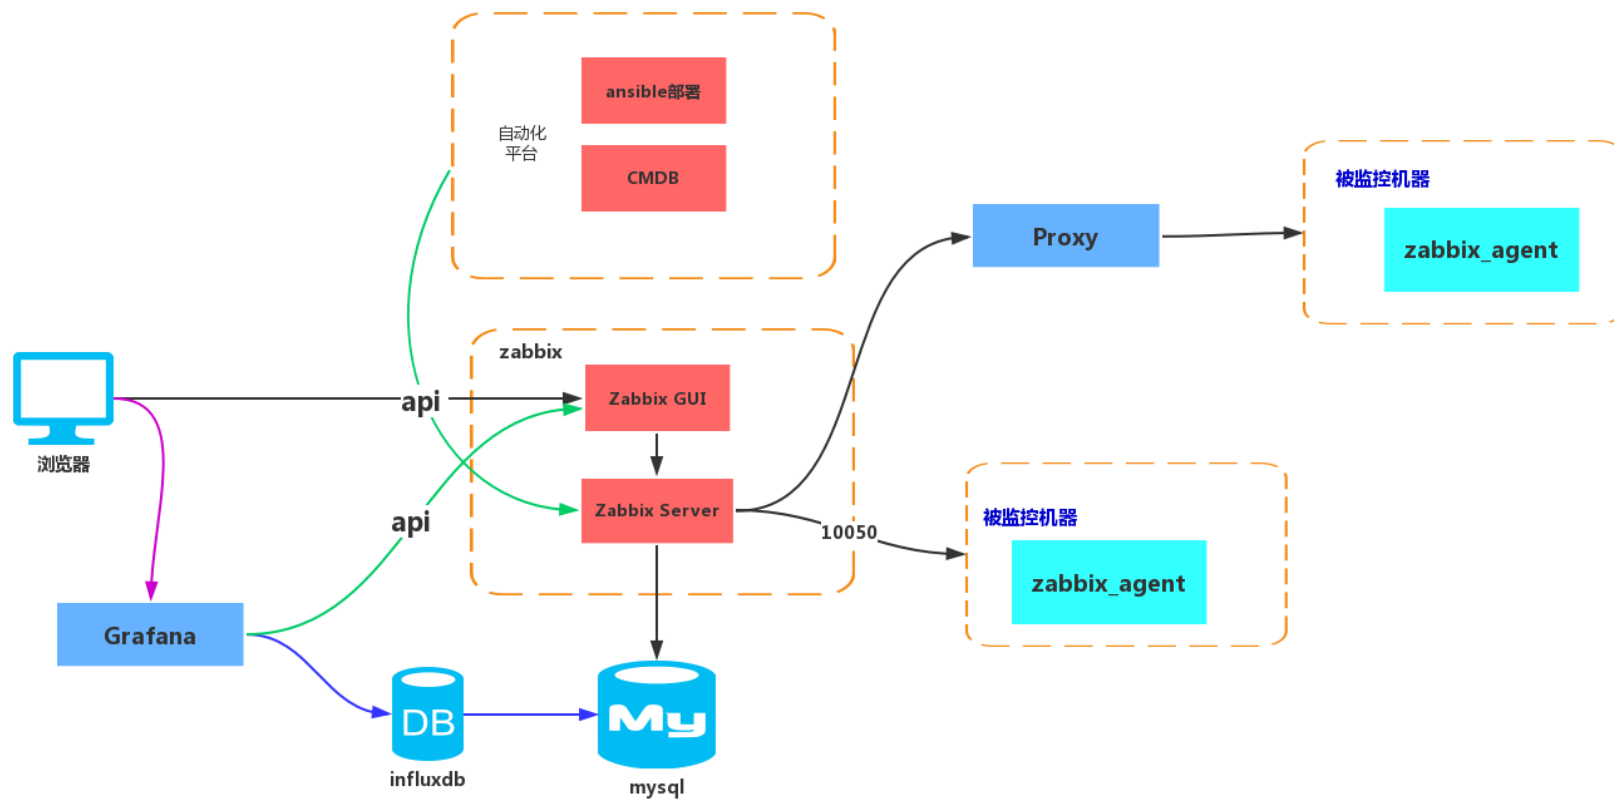 ansible部署
自动化
平台
CMDB
被监控机器
Proxy
zabbix_agent
zabbix
api
Zabbix GUI
浏览器
Zabbix Server
api
10050
被监控机器
zabbix_agent
Grafana
DB
My
influxdb
mysql